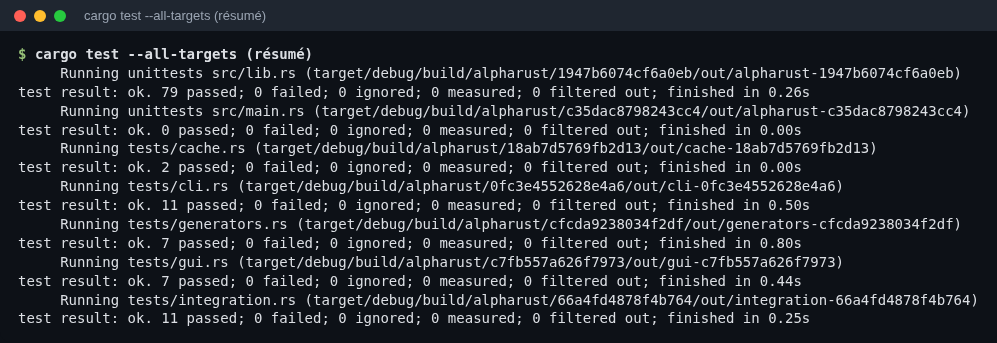 cargo test --all-targets (résumé)
$ cargo test --all-targets (résumé)
Running unittests src/lib.rs (target/debug/build/alpharust/1947b6074cf6a0eb/out/alpharust-1947b6074cf6a0eb)
test result: ok. 79 passed; 0 failed; 0 ignored; 0 measured; 0 filtered out; finished in 0.26s
Running unittests src/main.rs (target/debug/build/alpharust/c35dac8798243cc4/out/alpharust-c35dac8798243cc4)
test result: ok. 0 passed; 0 failed; 0 ignored; 0 measured; 0 filtered out; finished in 0.00s
Running tests/cache.rs (target/debug/build/alpharust/18ab7d5769fb2d13/out/cache-18ab7d5769fb2d13)
test result: ok. 2 passed; 0 failed; 0 ignored; 0 measured; 0 filtered out; finished in 0.00s
Running tests/cli.rs (target/debug/build/alpharust/0fc3e4552628e4a6/out/cli-0fc3e4552628e4a6)
test result: ok. 11 passed; 0 failed; 0 ignored; 0 measured; 0 filtered out; finished in 0.50s
Running tests/generators.rs (target/debug/build/alpharust/cfcda9238034f2df/out/generators-cfcda9238034f2df)
test result: ok. 7 passed; 0 failed; 0 ignored; 0 measured; 0 filtered out; finished in 0.80s
Running tests/gui.rs (target/debug/build/alpharust/c7fb557a626f7973/out/gui-c7fb557a626f7973)
test result: ok. 7 passed; 0 failed; 0 ignored; 0 measured; 0 filtered out; finished in 0.44s
Running tests/integration.rs (target/debug/build/alpharust/66a4fd4878f4b764/out/integration-66a4fd4878f4b764)
test result: ok. 11 passed; 0 failed; 0 ignored; 0 measured; 0 filtered out; finished in 0.25s